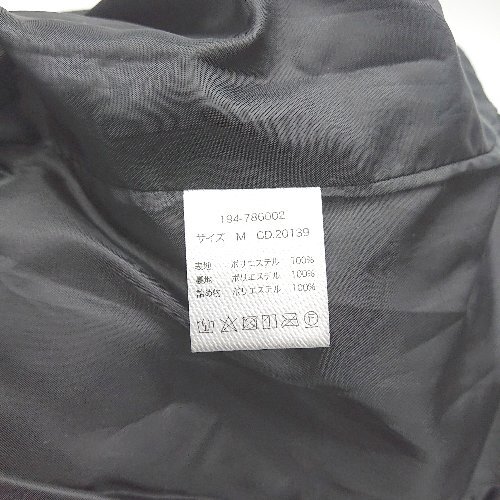 194-786002
サイズ M CD.20139
表地 ポリエステル 100%
裏地 ポリエステル 100%
詰め物 ポリエステル 100%